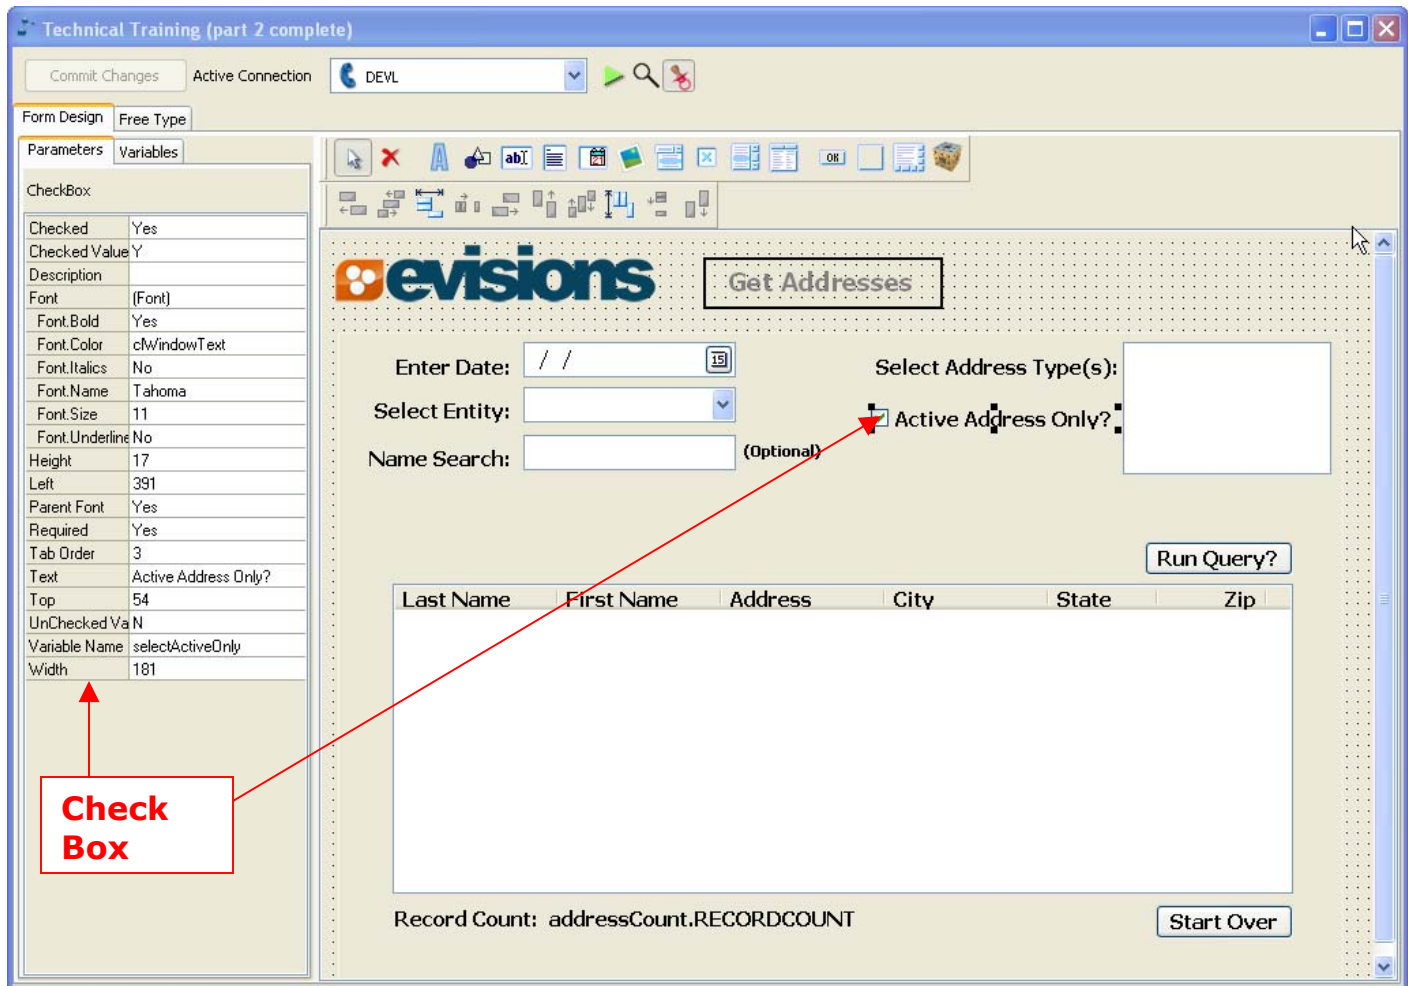 Technical Training (part 2 complete)
Commit Changes Active Connection DEVL
Form Design Free Type
Parameters Variables
CheckBox
Checked Yes
Checked Value Y
Description
Font (Font)
Font.Bold Yes
Font.Color clWindowText
Font.Italics No
Font.Name Tahoma
Font.Size 11
Font.Underline No
Height 17
Left 391
Parent Font Yes
Required Yes
Tab Order 3
Text Active Address Only?
Top 54
UnChecked Va N
Variable Name selectActiveOnly
Width 181
Check
Box
abI OK
evisions Get Addresses
Enter Date: / / 15 Select Address Type(s):
Select Entity: Active Address Only?
Name Search: (Optional)
Run Query?
Last Name First Name Address City State Zip
Record Count: addressCount.RECORDCOUNT Start Over